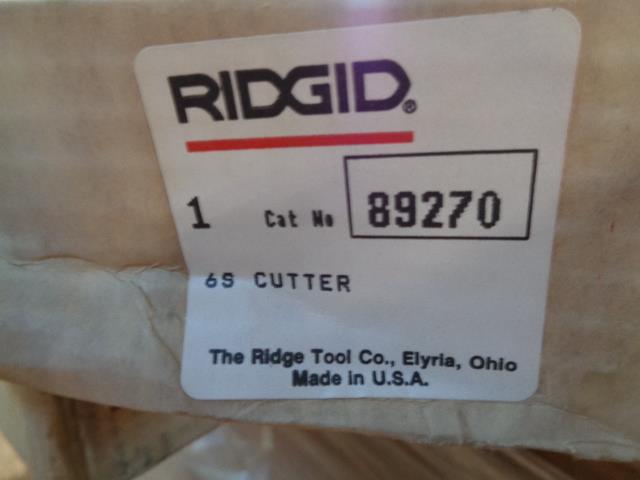 RIDGID®
1 Cat No 89270
6S CUTTER
The Ridge Tool Co., Elyria, Ohio
Made in U.S.A.